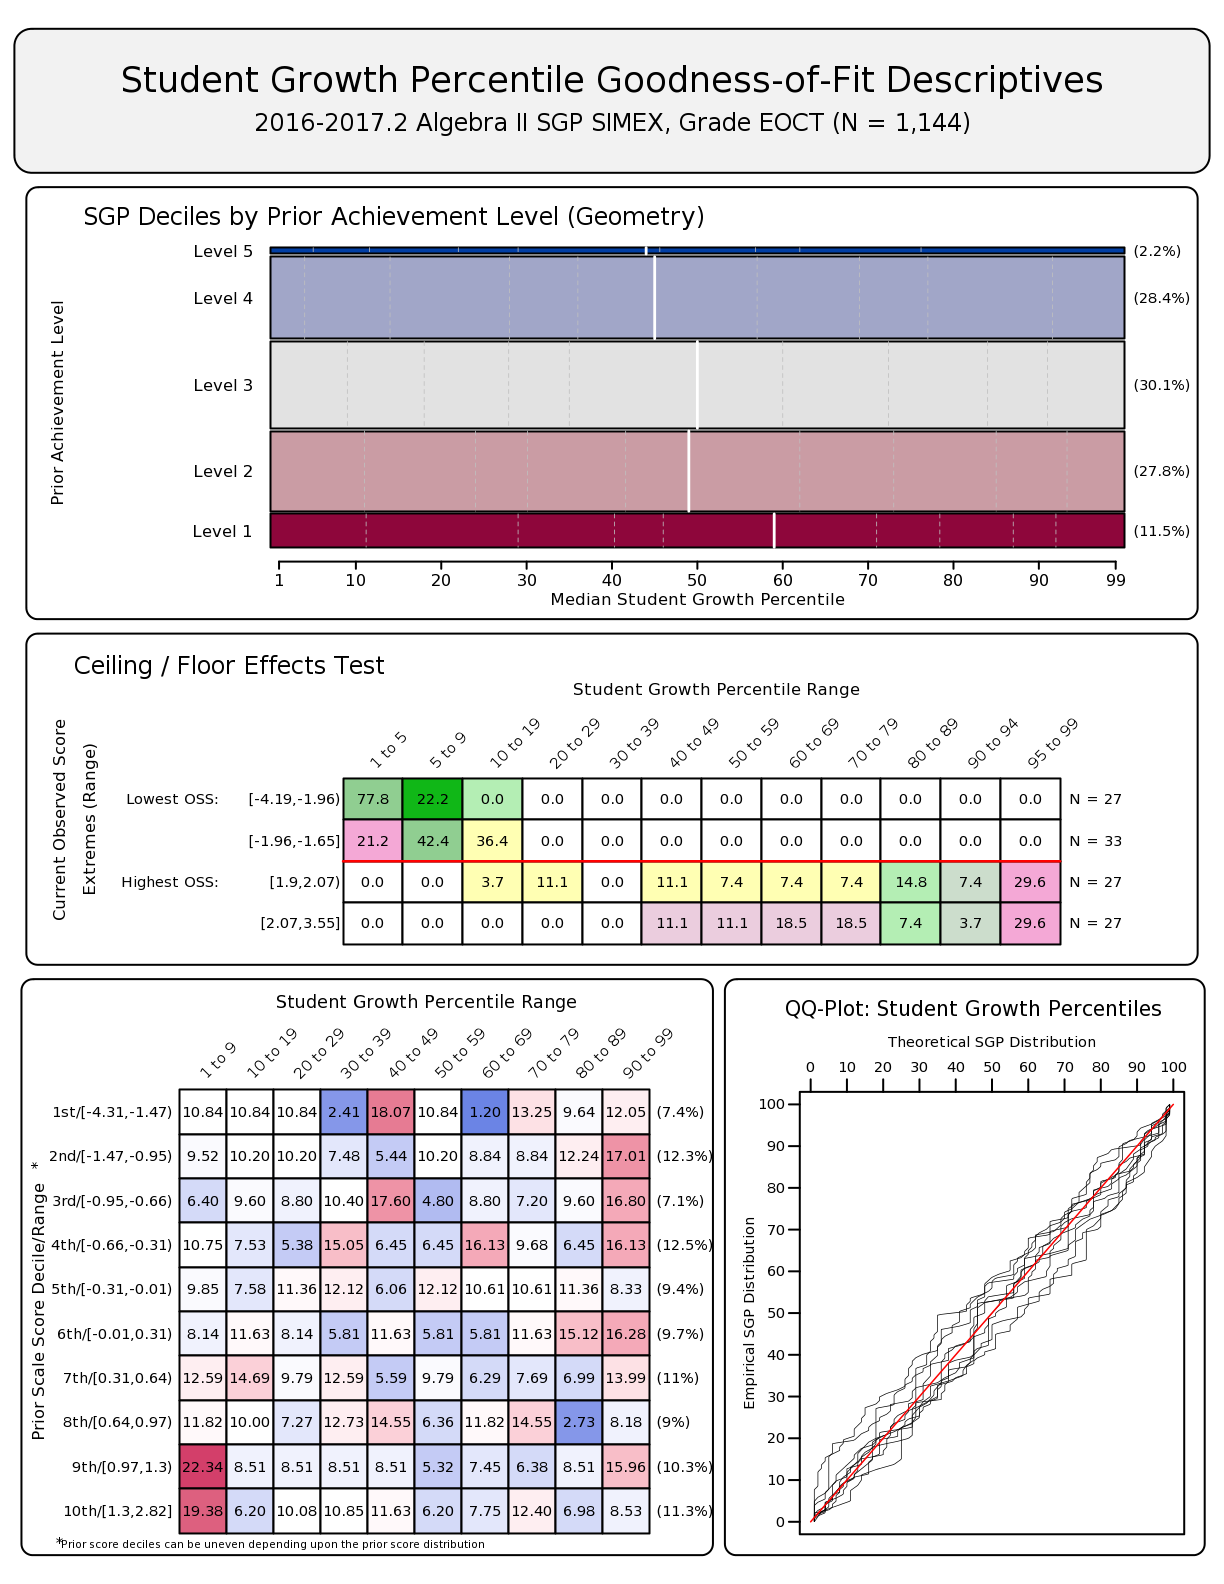 Student Growth Percentile Goodness-of-Fit Descriptives
2016-2017.2 Algebra II SGP SIMEX, Grade EOCT (N = 1,144)
SGP Deciles by Prior Achievement Level (Geometry)
Prior Achievement Level
Level 5 (2.2%)
Level 4 (28.4%)
Level 3 (30.1%)
Level 2 (27.8%)
Level 1 (11.5%)
1 10 20 30 40 50 60 70 80 90 99
Median Student Growth Percentile
Ceiling / Floor Effects Test
Student Growth Percentile Range
Current Observed Score
Extremes (Range)
1 to 5 5 to 9 10 to 19 20 to 29 30 to 39 40 to 49 50 to 59 60 to 69 70 to 79 80 to 89 90 to 94 95 to 99
Lowest OSS: [-4.19,-1.96) 77.8 22.2 0.0 0.0 0.0 0.0 0.0 0.0 0.0 0.0 0.0 0.0 N = 27
[-1.96,-1.65] 21.2 42.4 36.4 0.0 0.0 0.0 0.0 0.0 0.0 0.0 0.0 0.0 N = 33
Highest OSS: [1.9,2.07) 0.0 0.0 3.7 11.1 0.0 11.1 7.4 7.4 7.4 14.8 7.4 29.6 N = 27
[2.07,3.55] 0.0 0.0 0.0 0.0 0.0 11.1 11.1 18.5 18.5 7.4 3.7 29.6 N = 27
Student Growth Percentile Range
Prior Scale Score Decile/Range *
1 to 9 10 to 19 20 to 29 30 to 39 40 to 49 50 to 59 60 to 69 70 to 79 80 to 89 90 to 99
1st/[-4.31,-1.47) 10.84 10.84 10.84 2.41 18.07 10.84 1.20 13.25 9.64 12.05 (7.4%)
2nd/[-1.47,-0.95) 9.52 10.20 10.20 7.48 5.44 10.20 8.84 8.84 12.24 17.01 (12.3%)
3rd/[-0.95,-0.66) 6.40 9.60 8.80 10.40 17.60 4.80 8.80 7.20 9.60 16.80 (7.1%)
4th/[-0.66,-0.31) 10.75 7.53 5.38 15.05 6.45 6.45 16.13 9.68 6.45 16.13 (12.5%)
5th/[-0.31,-0.01) 9.85 7.58 11.36 12.12 6.06 12.12 10.61 10.61 11.36 8.33 (9.4%)
6th/[-0.01,0.31) 8.14 11.63 8.14 5.81 11.63 5.81 5.81 11.63 15.12 16.28 (9.7%)
7th/[0.31,0.64) 12.59 14.69 9.79 12.59 5.59 9.79 6.29 7.69 6.99 13.99 (11%)
8th/[0.64,0.97) 11.82 10.00 7.27 12.73 14.55 6.36 11.82 14.55 2.73 8.18 (9%)
9th/[0.97,1.3) 22.34 8.51 8.51 8.51 8.51 5.32 7.45 6.38 8.51 15.96 (10.3%)
10th/[1.3,2.82] 19.38 6.20 10.08 10.85 11.63 6.20 7.75 12.40 6.98 8.53 (11.3%)
*Prior score deciles can be uneven depending upon the prior score distribution
QQ-Plot: Student Growth Percentiles
Theoretical SGP Distribution
0 10 20 30 40 50 60 70 80 90 100
Empirical SGP Distribution
100
90
80
70
60
50
40
30
20
10
0